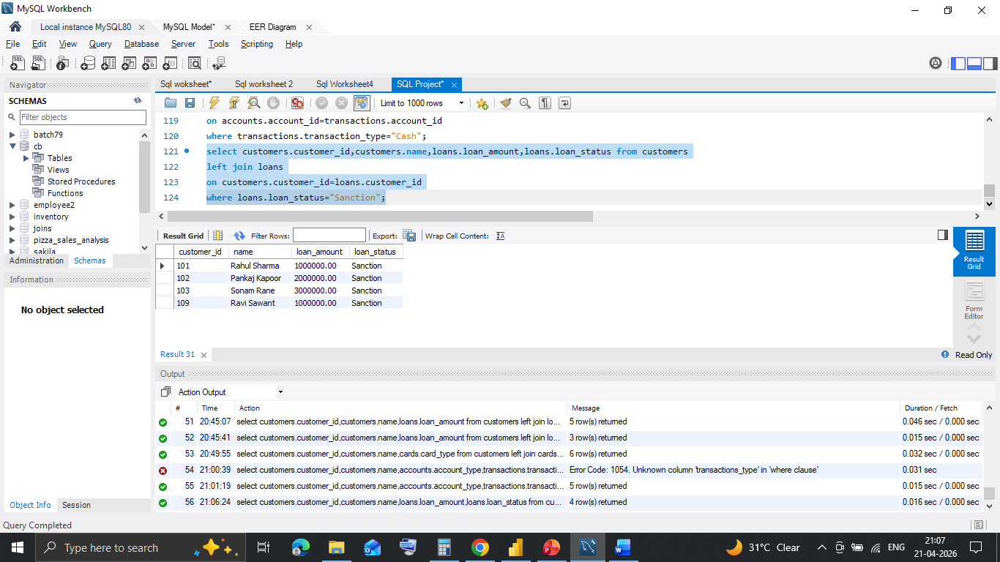 MySQL Workbench
Local instance MySQL80 MySQL Model* EER Diagram
File Edit View Query Database Server Tools Scripting Help
Navigator
SCHEMAS
Filter objects
batch79
cb
Tables
Views
Stored Procedures
Functions
employee2
inventory
joins
pizza_sales_analysis
sakila
Administration Schemas
Information
No object selected
Object Info Session
Sql woksheet* Sql worksheet 2 Sql Worksheet4 SQL Project*
Limit to 1000 rows
119 on accounts.account_id=transactions.account_id
120 where transactions.transaction_type="Cash";
121 select customers.customer_id,customers.name,loans.loan_amount,loans.loan_status from customers
122 left join loans
123 on customers.customer_id=loans.customer_id
124 where loans.loan_status="Sanction";
Result Grid Filter Rows: Export: Wrap Cell Content:
customer_id name loan_amount loan_status
101 Rahul Sharma 1000000.00 Sanction
102 Pankaj Kapoor 2000000.00 Sanction
103 Sonam Rane 3000000.00 Sanction
109 Ravi Sawant 1000000.00 Sanction
Result Grid
Form Editor
Result 31
Read Only
Output
Action Output
# Time Action Message Duration / Fetch
51 20:45:07 select customers.customer_id,customers.name,loans.loan_amount from customers left join lo... 5 row(s) returned 0.046 sec / 0.000 sec
52 20:45:41 select customers.customer_id,customers.name,loans.loan_amount from customers left join lo... 3 row(s) returned 0.015 sec / 0.000 sec
53 20:49:55 select customers.customer_id,customers.name,cards.card_type from customers left join cards... 6 row(s) returned 0.032 sec / 0.000 sec
54 21:00:39 select customers.customer_id,customers.name,accounts.account_type,transactions.transacti... Error Code: 1054. Unknown column 'transactions_type' in 'where clause' 0.031 sec
55 21:01:19 select customers.customer_id,customers.name,accounts.account_type,transactions.transacti... 5 row(s) returned 0.015 sec / 0.000 sec
56 21:06:24 select customers.customer_id,customers.name,loans.loan_amount,loans.loan_status from cu... 4 row(s) returned 0.016 sec / 0.000 sec
Query Completed
Type here to search
31°C Clear
ENG
21:07
21-04-2026